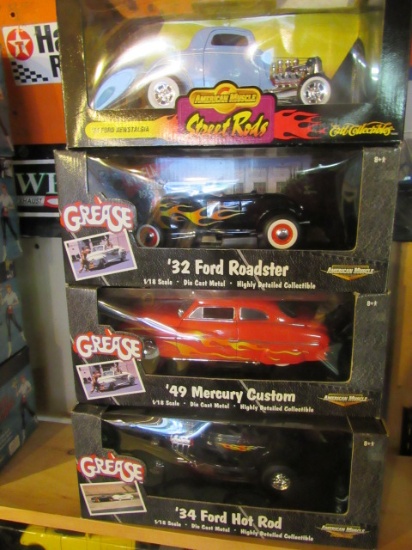 AMERICAN MUSCLE
Street Rods
Ertl Collectibles
GREASE
'32 Ford Roadster
1/18 Scale • Die Cast Metal • Highly Detailed Collectible
AMERICAN MUSCLE
GREASE
'49 Mercury Custom
1/18 Scale • Die Cast Metal • Highly Detailed Collectible
AMERICAN MUSCLE
GREASE
'34 Ford Hot Rod
1/18 Scale • Die Cast Metal • Highly Detailed Collectible
AMERICAN MUSCLE